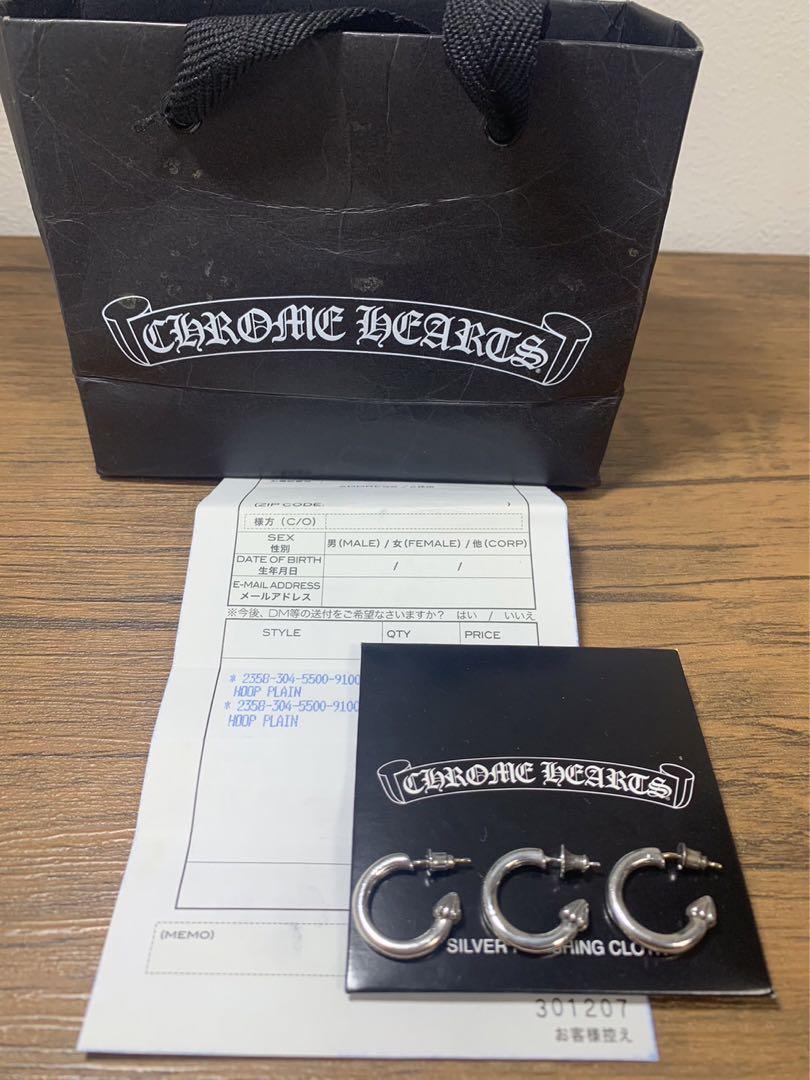 CHROME HEARTS
(ZIP CODE: )
様方 (C/O)
SEX
性別
男(MALE) / 女(FEMALE) / 他(CORP)
DATE OF BIRTH
生年月日
/ /
E-MAIL ADDRESS
メールアドレス
※今後、DM等の送付をご希望なさいますか? はい / いいえ
STYLE QTY PRICE
* 2358-304-5500-9100
HOOP PLAIN
* 2358-304-5500-9100
HOOP PLAIN
CHROME HEARTS
SILVER POLISHING CLOTH
(MEMO)
301207
お客様控え